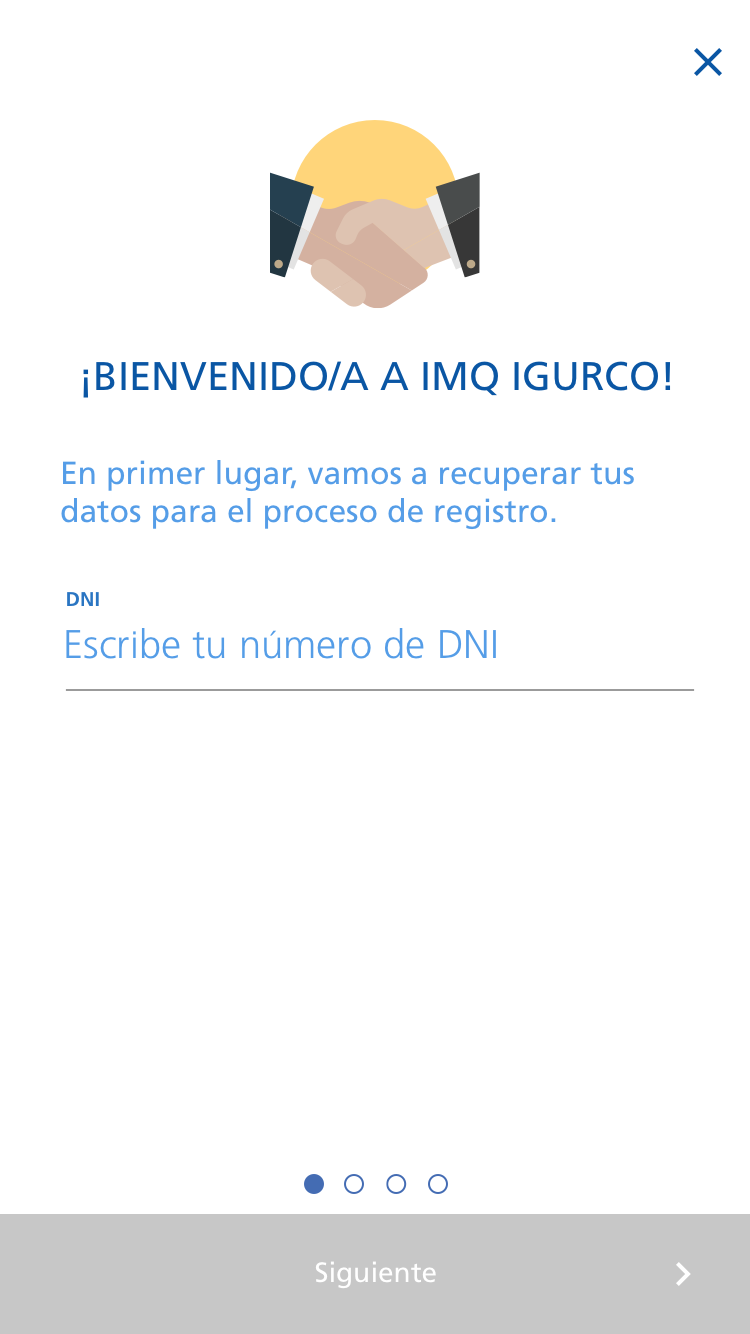 ¡BIENVENIDO/A A IMQ IGURCO!
En primer lugar, vamos a recuperar tus
datos para el proceso de registro.
DNI
Escribe tu número de DNI
Siguiente